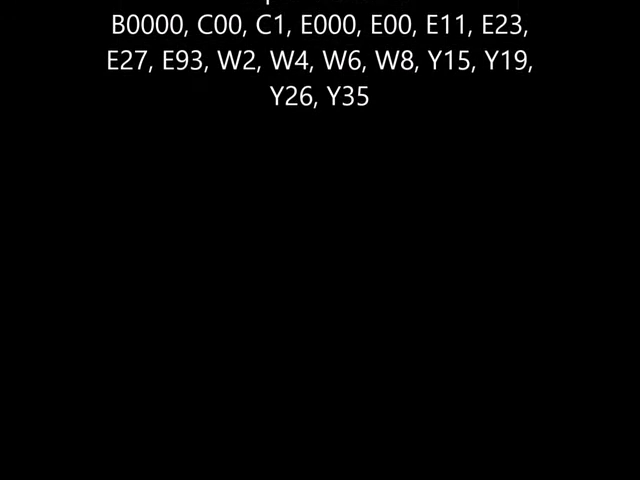 B0000, C00, C1, E000, E00, E11, E23,
E27, E93, W2, W4, W6, W8, Y15, Y19,
Y26, Y35